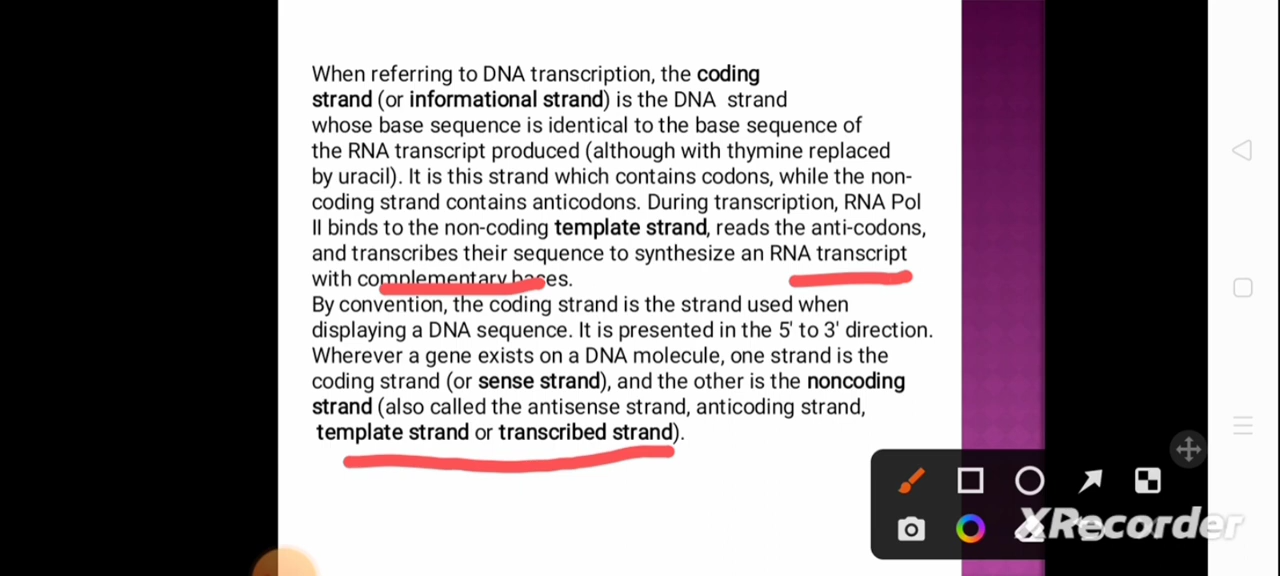 When referring to DNA transcription, the coding
strand (or informational strand) is the DNA strand
whose base sequence is identical to the base sequence of
the RNA transcript produced (although with thymine replaced
by uracil). It is this strand which contains codons, while the non-
coding strand contains anticodons. During transcription, RNA Pol
II binds to the non-coding template strand, reads the anti-codons,
and transcribes their sequence to synthesize an RNA transcript
with complementary bases.
By convention, the coding strand is the strand used when
displaying a DNA sequence. It is presented in the 5' to 3' direction.
Wherever a gene exists on a DNA molecule, one strand is the
coding strand (or sense strand), and the other is the noncoding
strand (also called the antisense strand, anticoding strand,
template strand or transcribed strand).
XRecorder